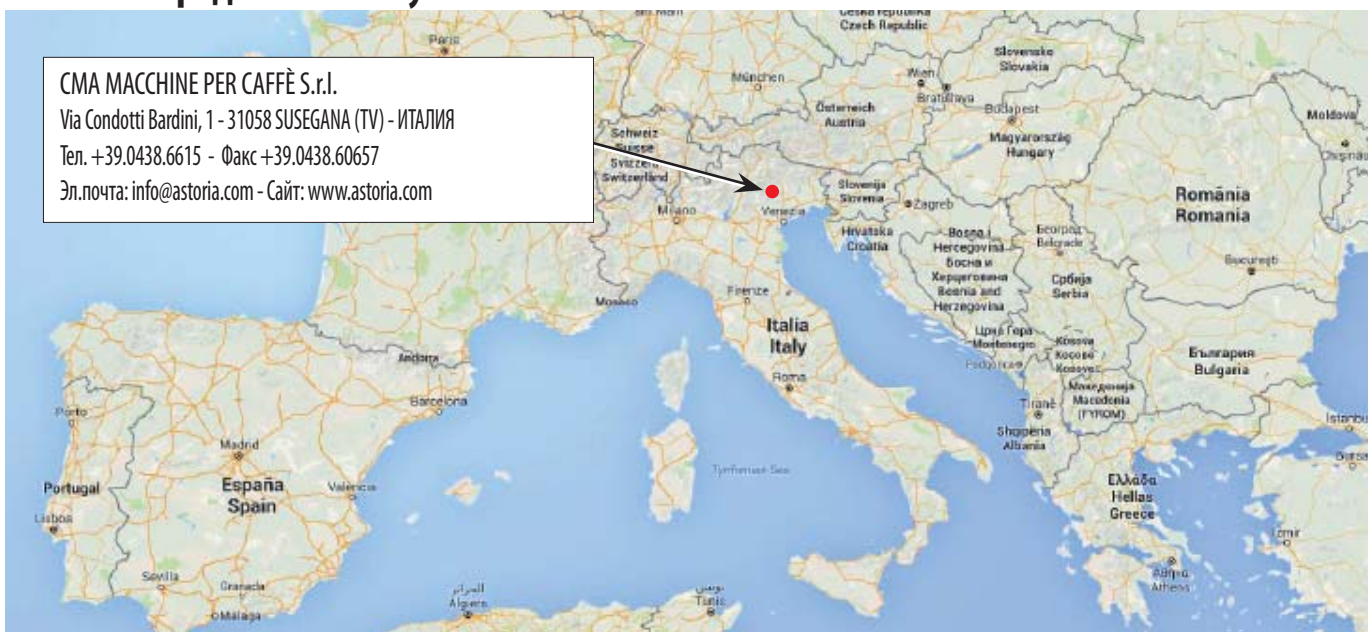 CMA MACCHINE PER CAFFÈ S.r.l.
Via Condotti Bardini, 1 - 31058 SUSEGANA (TV) - ИТАЛИЯ
Тел. +39.0438.6615 - Факс +39.0438.60657
Эл.почта: info@astoria.com - Сайт: www.astoria.com
Paris
Czech Republic
Slovensko
Slovakia
München
Wien
Bratislava
Budapest
Österreich
Austria
Moldova
Magyarország
Hungary
Schweiz
Suisse
Svizzera
Switzerland
Slovenija
Slovenia
Zagreb
România
Romania
Milano
Venezia
Hrvatska
Croatia
Bosna i
Hercegovina
Босна и
Херцеговина
Bosnia and
Herzegovina
Београд
Belgrade
București
Србија
Serbia
Firenze
Monaco
Italia
Italy
Црна Гора
Montenegro
Kosova
Косово
Kosovo
България
Bulgaria
Andorra
Roma
Podgorica
Македонија
Macedonia
(FYROM)
Barcelona
Porto
Tiranë
Madrid
Shqipëria
Albania
Tyrrhenian Sea
Portugal
España
Spain
Valencia
Ελλάδα
Hellas
Greece
Lisboa
Izmir
Sevilla
Granada
الجزائر
Algiers
تونس
Tunis
Αθήνα
Athens
Málaga